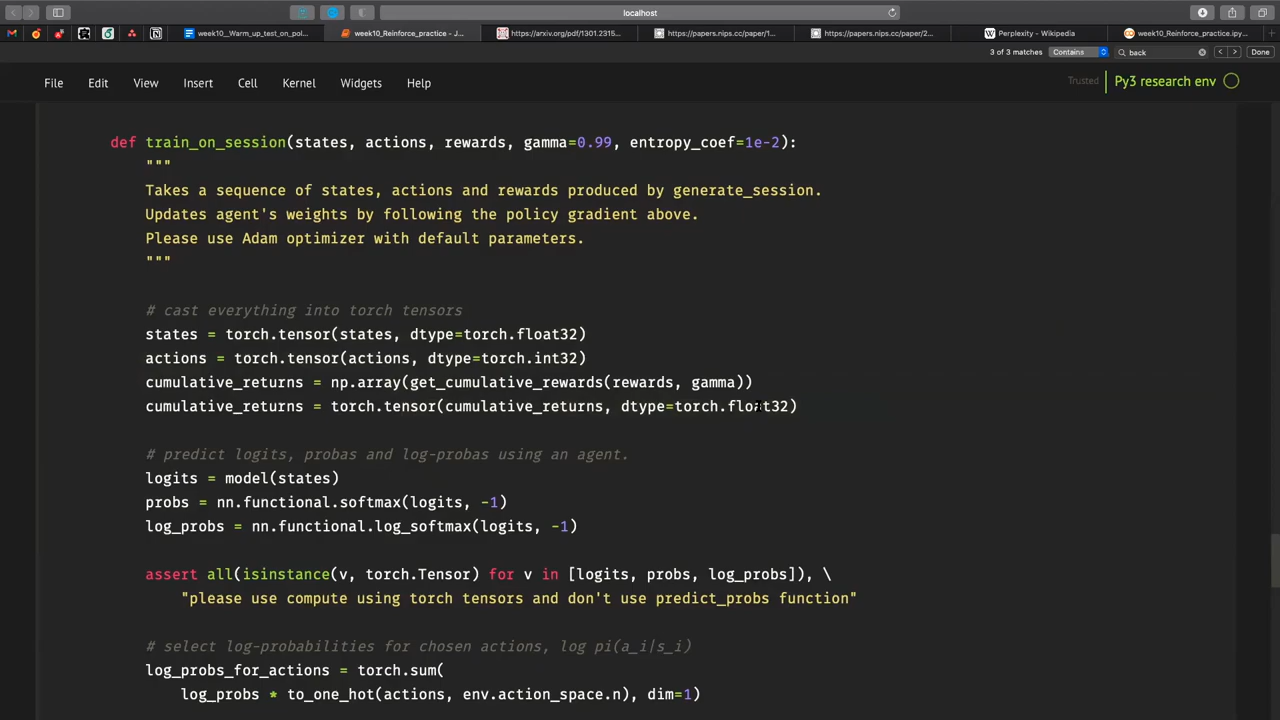 localhost
week10__Warm_up_test_on_pol...
week10_Reinforce_practice - J...
https://arxiv.org/pdf/1301.2315...
https://papers.nips.cc/paper/1...
https://papers.nips.cc/paper/2...
Perplexity - Wikipedia
week10_Reinforce_practice.ipy...
3 of 3 matches
Contains
back
Done
File Edit View Insert Cell Kernel Widgets Help
Trusted
Py3 research env
def train_on_session(states, actions, rewards, gamma=0.99, entropy_coef=1e-2):
"""
Takes a sequence of states, actions and rewards produced by generate_session.
Updates agent's weights by following the policy gradient above.
Please use Adam optimizer with default parameters.
"""
# cast everything into torch tensors
states = torch.tensor(states, dtype=torch.float32)
actions = torch.tensor(actions, dtype=torch.int32)
cumulative_returns = np.array(get_cumulative_rewards(rewards, gamma))
cumulative_returns = torch.tensor(cumulative_returns, dtype=torch.float32)
# predict logits, probas and log-probas using an agent.
logits = model(states)
probs = nn.functional.softmax(logits, -1)
log_probs = nn.functional.log_softmax(logits, -1)
assert all(isinstance(v, torch.Tensor) for v in [logits, probs, log_probs]), \
"please use compute using torch tensors and don't use predict_probs function"
# select log-probabilities for chosen actions, log pi(a_i|s_i)
log_probs_for_actions = torch.sum(
log_probs * to_one_hot(actions, env.action_space.n), dim=1)